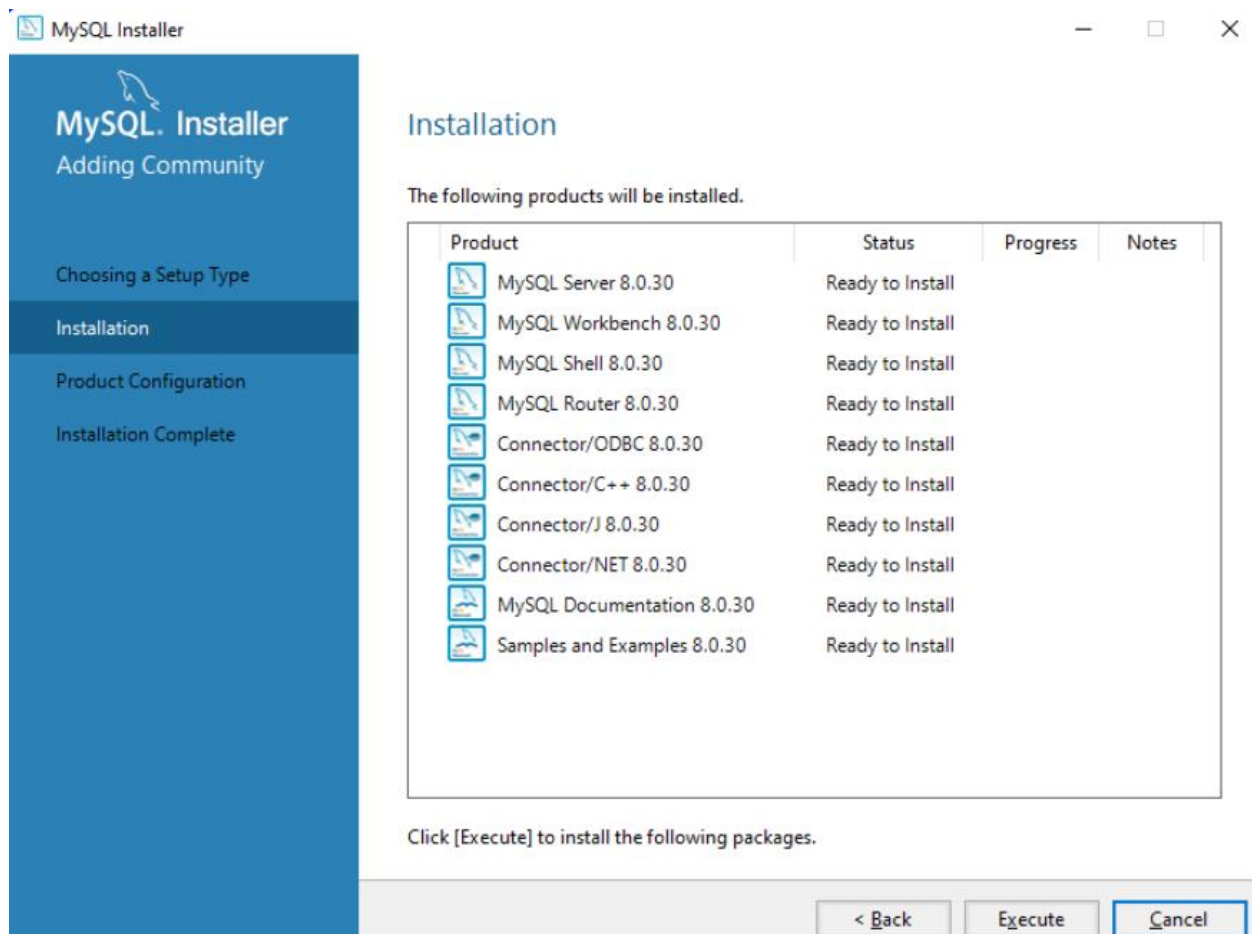 MySQL Installer
MySQL. Installer
Adding Community
Choosing a Setup Type
Installation
Product Configuration
Installation Complete
Installation
The following products will be installed.
Product Status Progress Notes
MySQL Server 8.0.30 Ready to Install
MySQL Workbench 8.0.30 Ready to Install
MySQL Shell 8.0.30 Ready to Install
MySQL Router 8.0.30 Ready to Install
Connector/ODBC 8.0.30 Ready to Install
Connector/C++ 8.0.30 Ready to Install
Connector/J 8.0.30 Ready to Install
Connector/NET 8.0.30 Ready to Install
MySQL Documentation 8.0.30 Ready to Install
Samples and Examples 8.0.30 Ready to Install
Click [Execute] to install the following packages.
< Back Execute Cancel